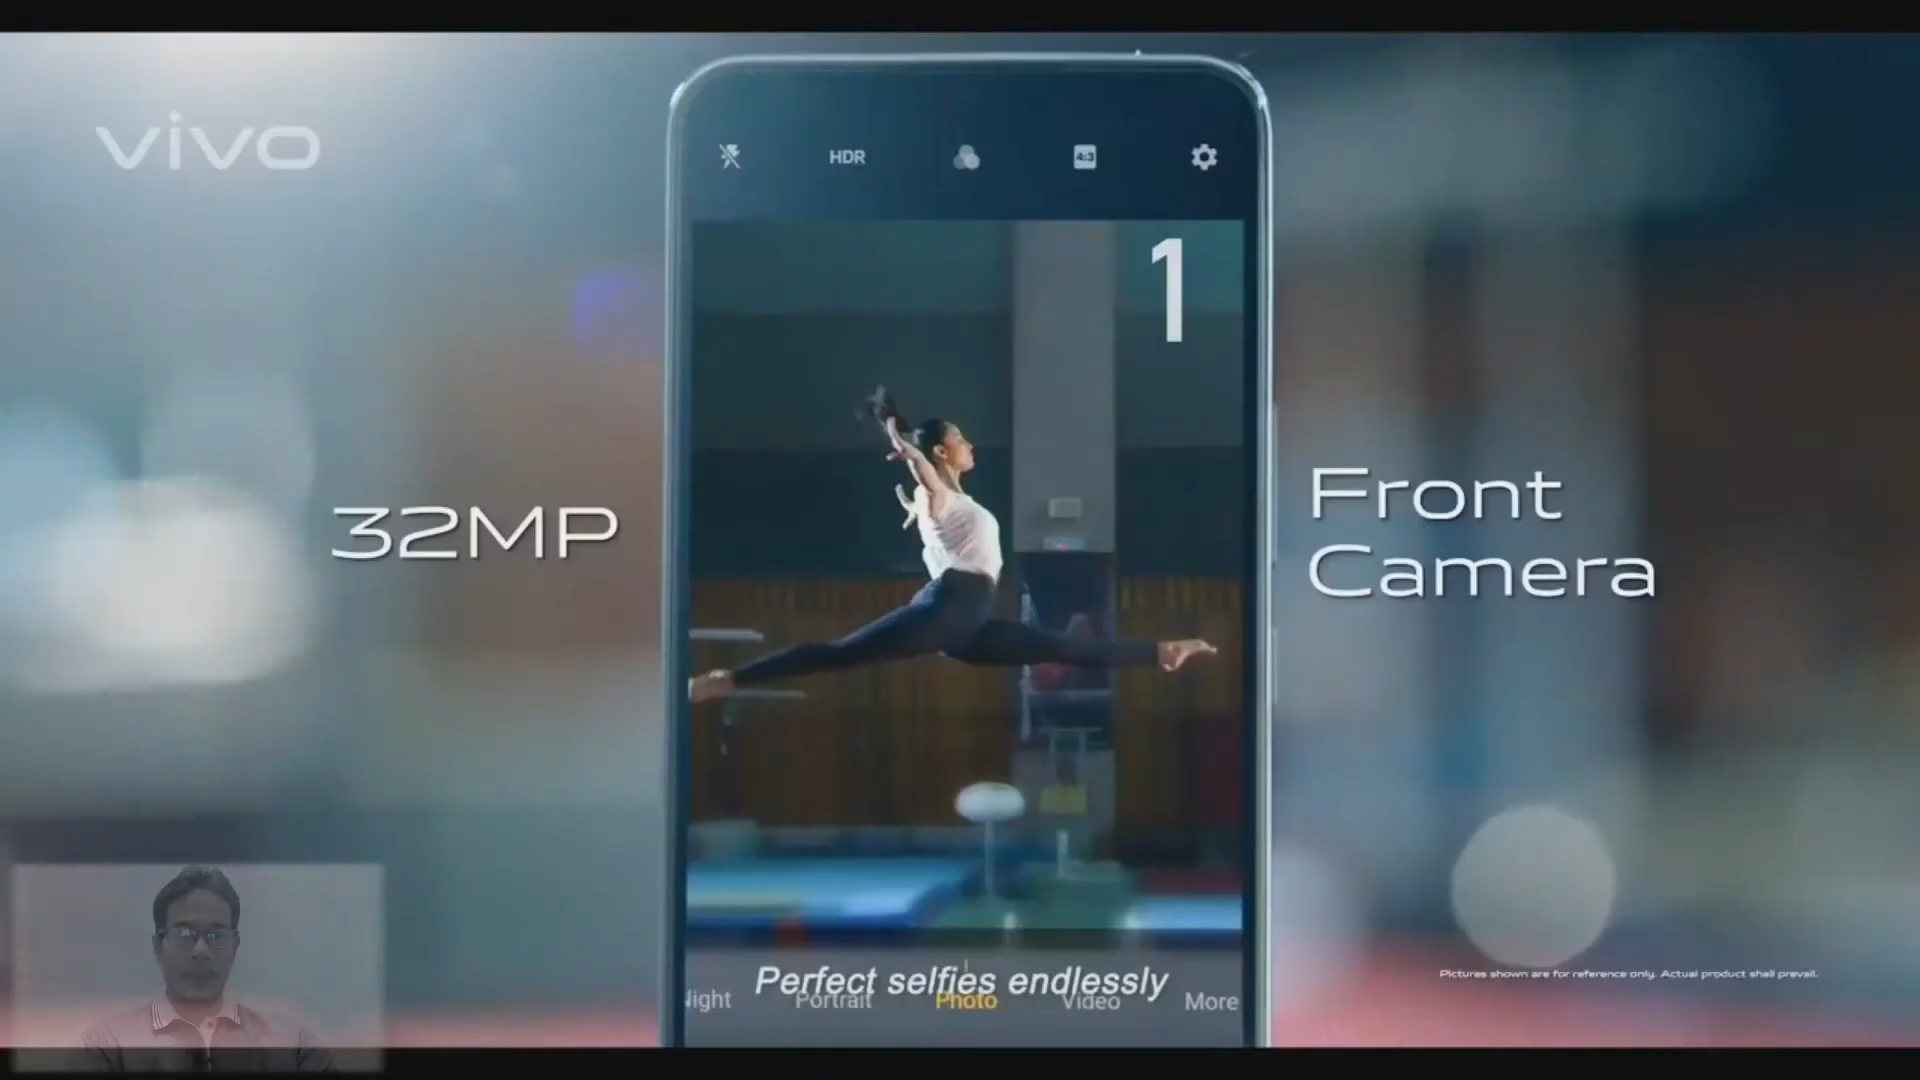 vivo
HDR
4:3
1
32MP
Front
Camera
Perfect selfies endlessly
Night Portrait Photo Video More
Pictures shown are for reference only. Actual product shall prevail.